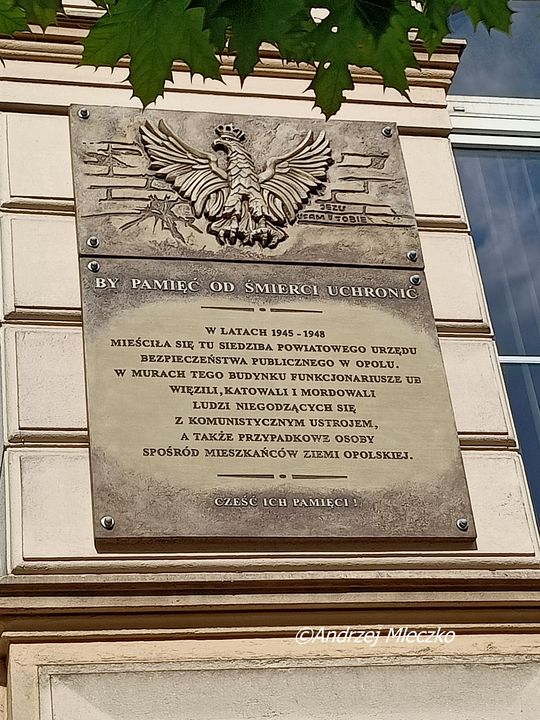 JEZU
UFAM TOBIE
BY PAMIĘĆ OD ŚMIERCI UCHRONIĆ
W LATACH 1945 - 1948
MIEŚCIŁA SIĘ TU SIEDZIBA POWIATOWEGO URZĘDU
BEZPIECZEŃSTWA PUBLICZNEGO W OPOLU.
W MURACH TEGO BUDYNKU FUNKCJONARIUSZE UB
WIĘZILI, KATOWALI I MORDOWALI
LUDZI NIEGODZĄCYCH SIĘ
Z KOMUNISTYCZNYM USTROJEM,
A TAKŻE PRZYPADKOWE OSOBY
SPOŚRÓD MIESZKAŃCÓW ZIEMI OPOLSKIEJ.
CZEŚĆ ICH PAMIĘCI !
©Andrzej Mleczko